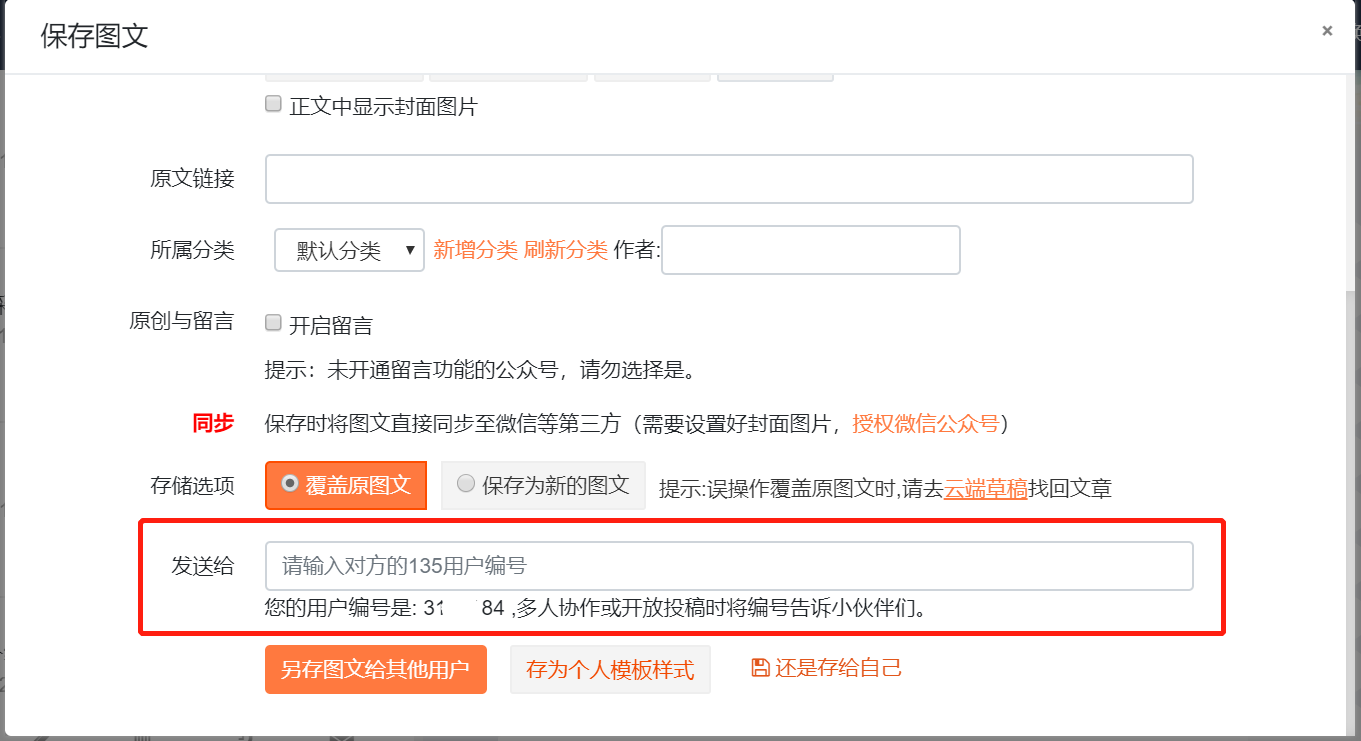 保存图文
×
正文中显示封面图片
原文链接
所属分类 默认分类 新增分类 刷新分类 作者:
原创与留言 开启留言
提示：未开通留言功能的公众号，请勿选择是。
同步 保存时将图文直接同步至微信等第三方（需要设置好封面图片，授权微信公众号）
存储选项 覆盖原图文 保存为新的图文 提示:误操作覆盖原图文时,请去云端草稿找回文章
发送给 请输入对方的135用户编号
您的用户编号是: 31 84 ,多人协作或开放投稿时将编号告诉小伙伴们。
另存图文给其他用户 存为个人模板样式 还是存给自己